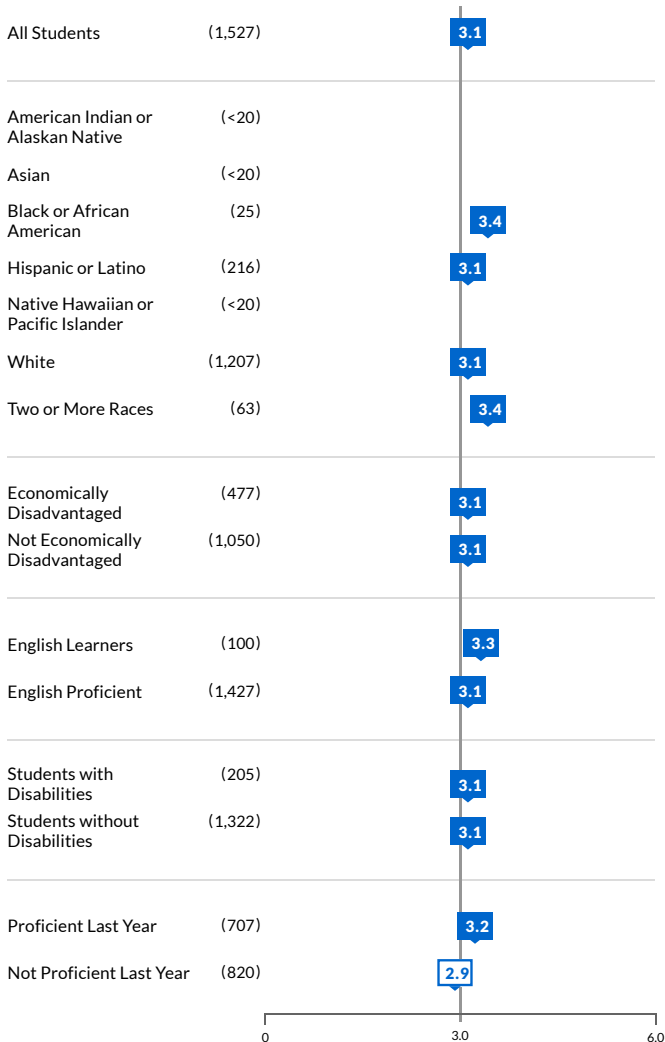 All Students (1,527) 3.1
American Indian or (<20)
Alaskan Native
Asian (<20)
Black or African (25) 3.4
American
Hispanic or Latino (216) 3.1
Native Hawaiian or (<20)
Pacific Islander
White (1,207) 3.1
Two or More Races (63) 3.4
Economically (477) 3.1
Disadvantaged
Not Economically (1,050) 3.1
Disadvantaged
English Learners (100) 3.3
English Proficient (1,427) 3.1
Students with (205) 3.1
Disabilities
Students without (1,322) 3.1
Disabilities
Proficient Last Year (707) 3.2
Not Proficient Last Year (820) 2.9
0 3.0 6.0